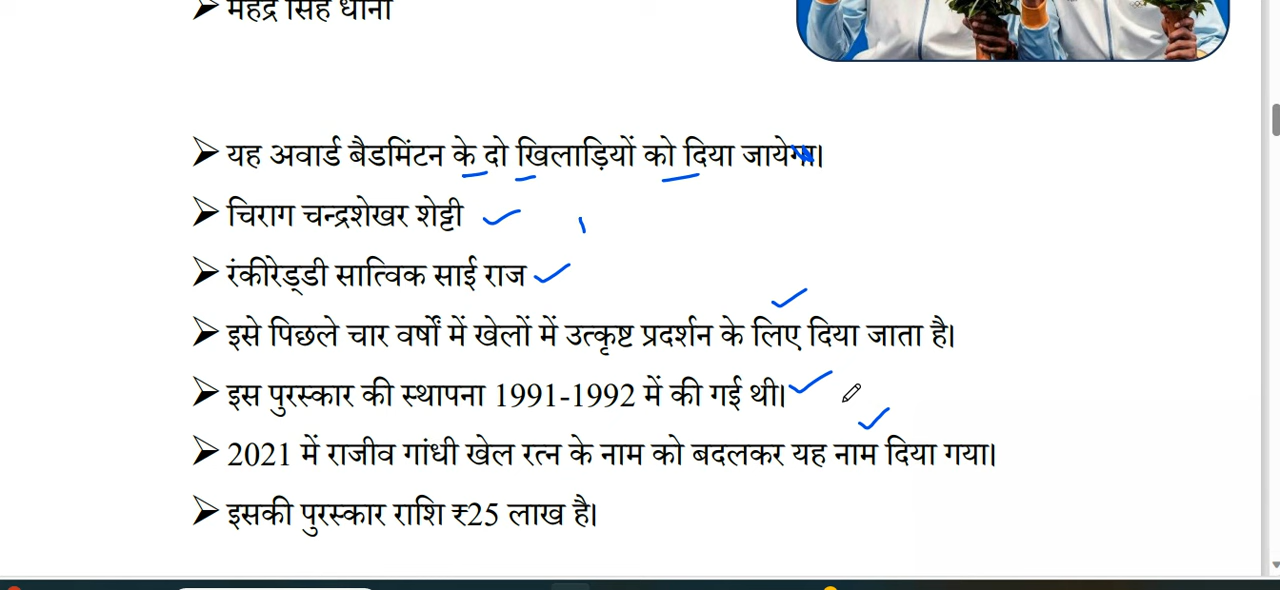 ➢ महेंद्र सिंह धोनी
➢ यह अवार्ड बैडमिंटन के दो खिलाड़ियों को दिया जायेगा।
➢ चिराग चन्द्रशेखर शेट्टी
➢ रंकीरेड्डी सात्विक साई राज
➢ इसे पिछले चार वर्षों में खेलों में उत्कृष्ट प्रदर्शन के लिए दिया जाता है।
➢ इस पुरस्कार की स्थापना 1991-1992 में की गई थी।
➢ 2021 में राजीव गांधी खेल रत्न के नाम को बदलकर यह नाम दिया गया।
➢ इसकी पुरस्कार राशि ₹25 लाख है।